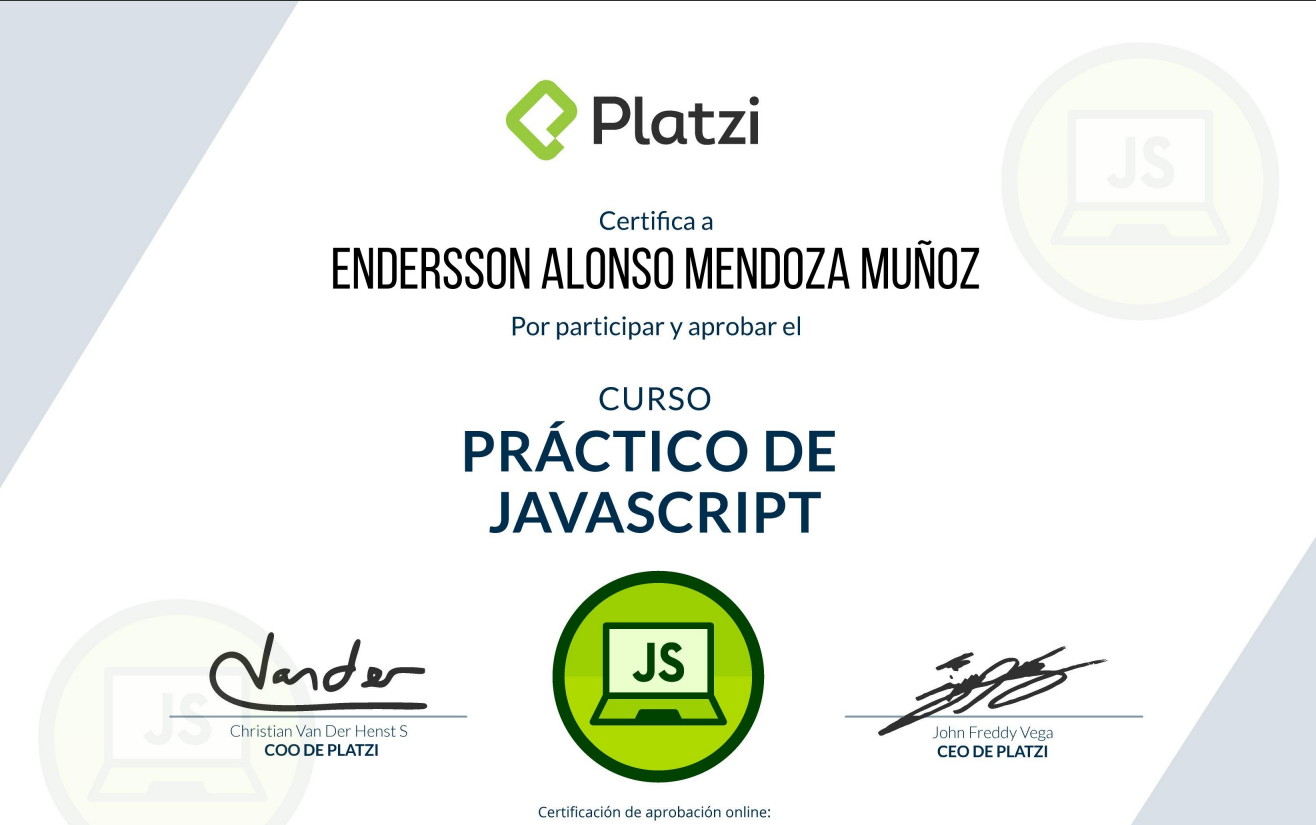 Platzi
Certifica a
ENDERSSON ALONSO MENDOZA MUÑOZ
Por participar y aprobar el
CURSO
PRÁCTICO DE
JAVASCRIPT
JS
JS
JS
Vander
Christian Van Der Henst S
COO DE PLATZI
John Freddy Vega
CEO DE PLATZI
Certificación de aprobación online: